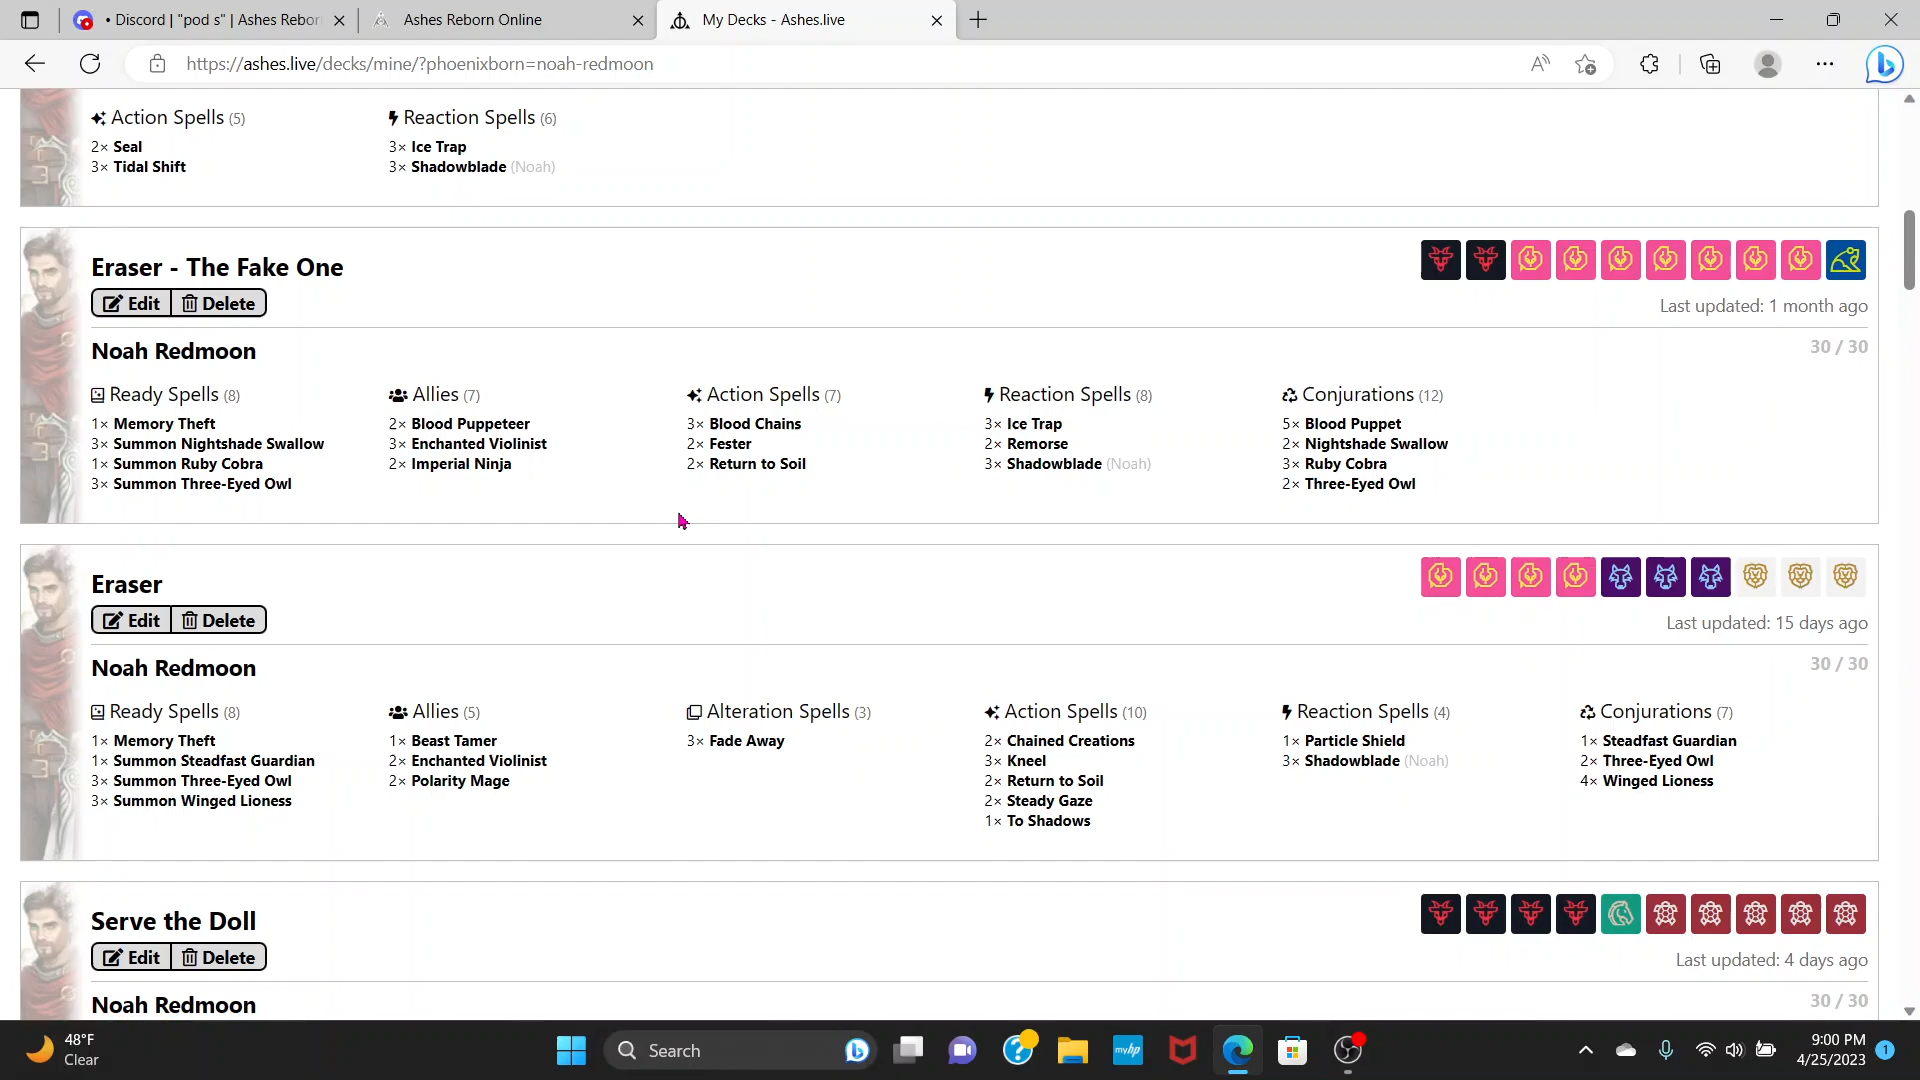 • Discord | "pod s" | Ashes Rebor
Ashes Reborn Online
My Decks - Ashes.live
https://ashes.live/decks/mine/?phoenixborn=noah-redmoon
Action Spells (5)
2× Seal
3× Tidal Shift
Reaction Spells (6)
3× Ice Trap
3× Shadowblade (Noah)
Eraser - The Fake One
Edit
Delete
Last updated: 1 month ago
Noah Redmoon
30 / 30
Ready Spells (8)
1× Memory Theft
3× Summon Nightshade Swallow
1× Summon Ruby Cobra
3× Summon Three-Eyed Owl
Allies (7)
2× Blood Puppeteer
3× Enchanted Violinist
2× Imperial Ninja
Action Spells (7)
3× Blood Chains
2× Fester
2× Return to Soil
Reaction Spells (8)
3× Ice Trap
2× Remorse
3× Shadowblade (Noah)
Conjurations (12)
5× Blood Puppet
2× Nightshade Swallow
3× Ruby Cobra
2× Three-Eyed Owl
Eraser
Edit
Delete
Last updated: 15 days ago
Noah Redmoon
30 / 30
Ready Spells (8)
1× Memory Theft
1× Summon Steadfast Guardian
3× Summon Three-Eyed Owl
3× Summon Winged Lioness
Allies (5)
1× Beast Tamer
2× Enchanted Violinist
2× Polarity Mage
Alteration Spells (3)
3× Fade Away
Action Spells (10)
2× Chained Creations
3× Kneel
2× Return to Soil
2× Steady Gaze
1× To Shadows
Reaction Spells (4)
1× Particle Shield
3× Shadowblade (Noah)
Conjurations (7)
1× Steadfast Guardian
2× Three-Eyed Owl
4× Winged Lioness
Serve the Doll
Edit
Delete
Last updated: 4 days ago
Noah Redmoon
30 / 30
48°F
Clear
Search
myhp
9:00 PM
4/25/2023
1